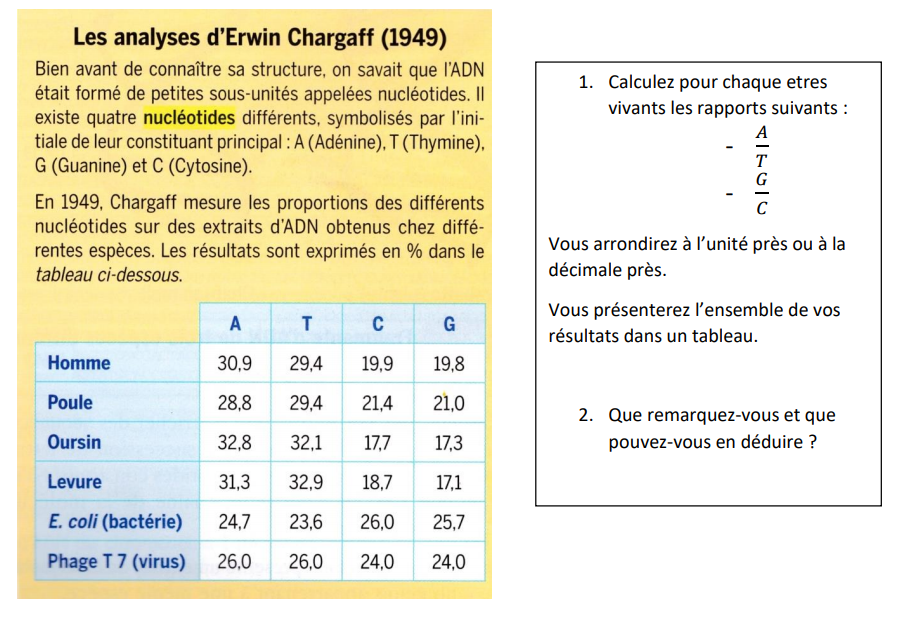 Les analyses d'Erwin Chargaff (1949)
Bien avant de connaître sa structure, on savait que l'ADN
était formé de petites sous-unités appelées nucléotides. Il
existe quatre nucléotides différents, symbolisés par l'ini-
tiale de leur constituant principal : A (Adénine), T (Thymine),
G (Guanine) et C (Cytosine).
En 1949, Chargaff mesure les proportions des différents
nucléotides sur des extraits d'ADN obtenus chez diffé-
rentes espèces. Les résultats sont exprimés en % dans le
tableau ci-dessous.
A T C G
Homme 30,9 29,4 19,9 19,8
Poule 28,8 29,4 21,4 21,0
Oursin 32,8 32,1 17,7 17,3
Levure 31,3 32,9 18,7 17,1
E. coli (bactérie) 24,7 23,6 26,0 25,7
Phage T 7 (virus) 26,0 26,0 24,0 24,0
1. Calculez pour chaque etres
vivants les rapports suivants :
- A/T
- G/C
Vous arrondirez à l'unité près ou à la
décimale près.
Vous présenterez l'ensemble de vos
résultats dans un tableau.
2. Que remarquez-vous et que
pouvez-vous en déduire ?